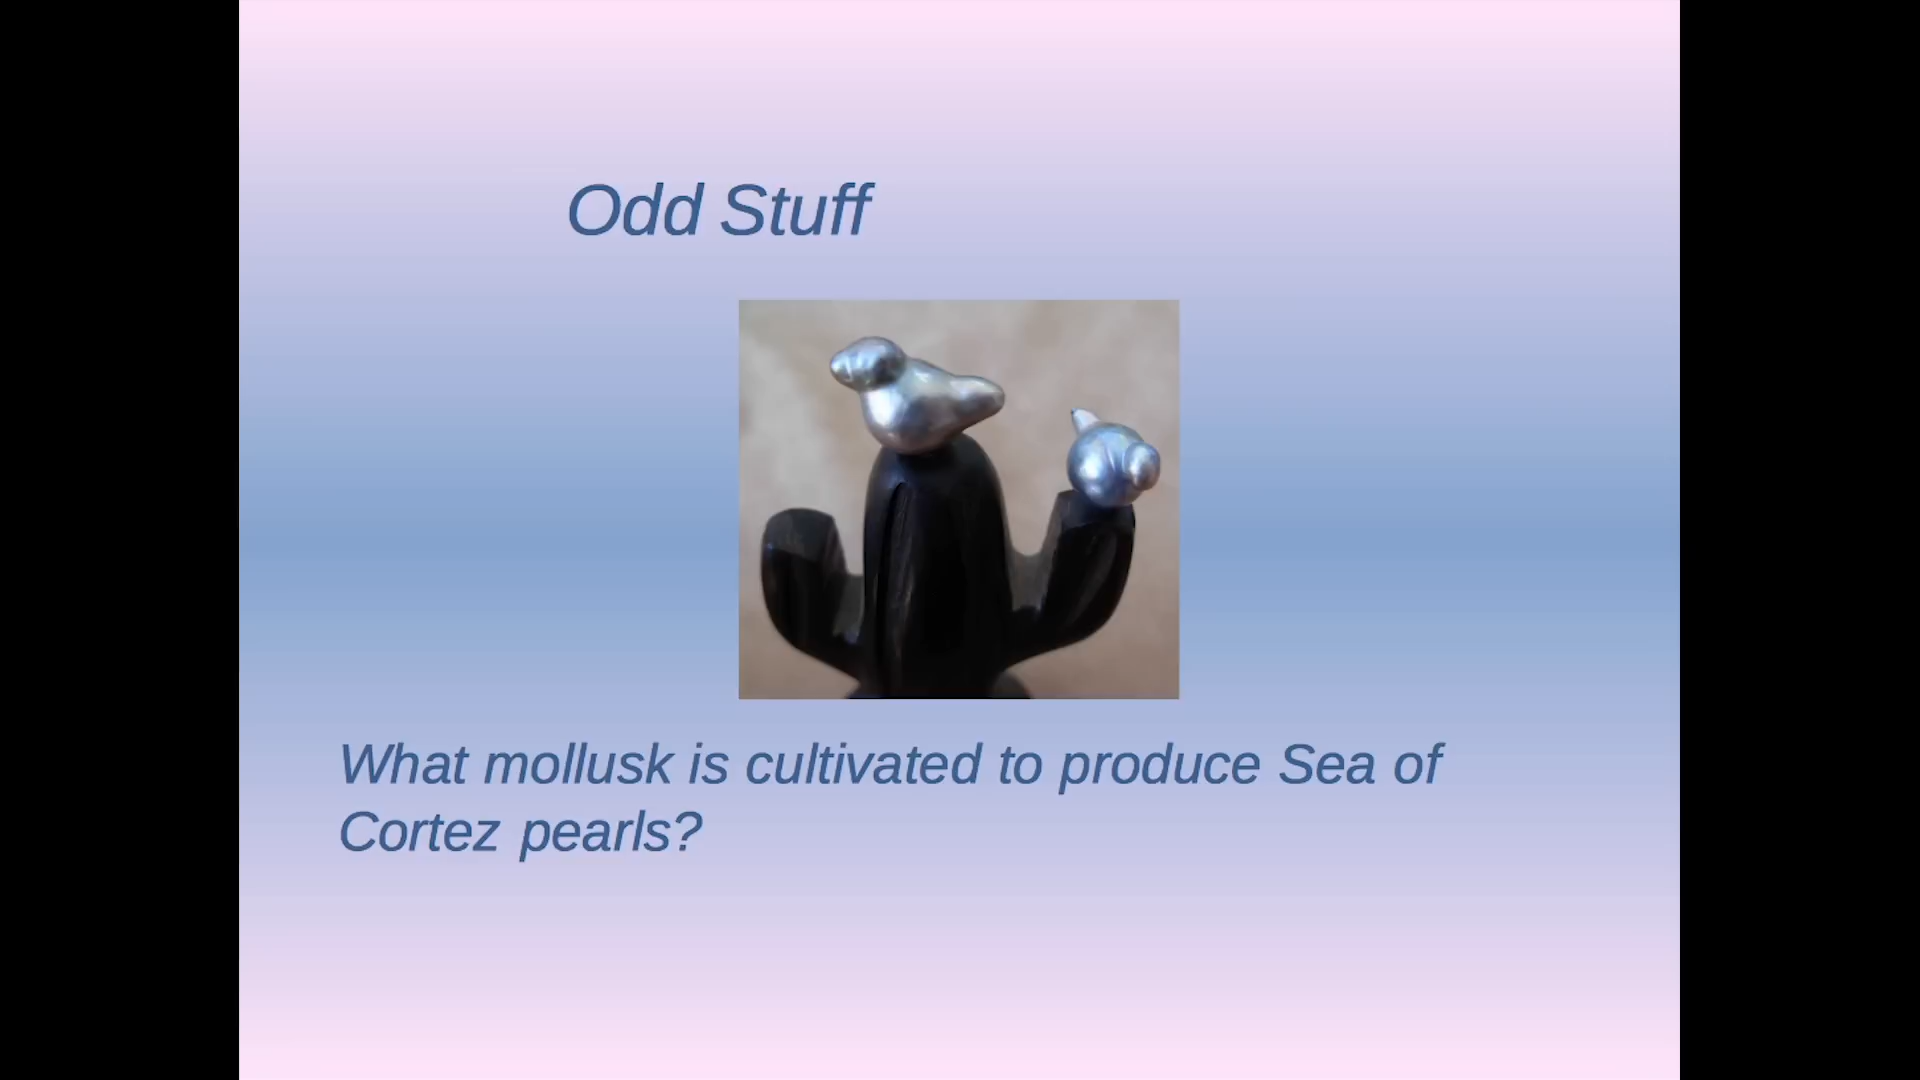 Odd Stuff
What mollusk is cultivated to produce Sea of
Cortez pearls?